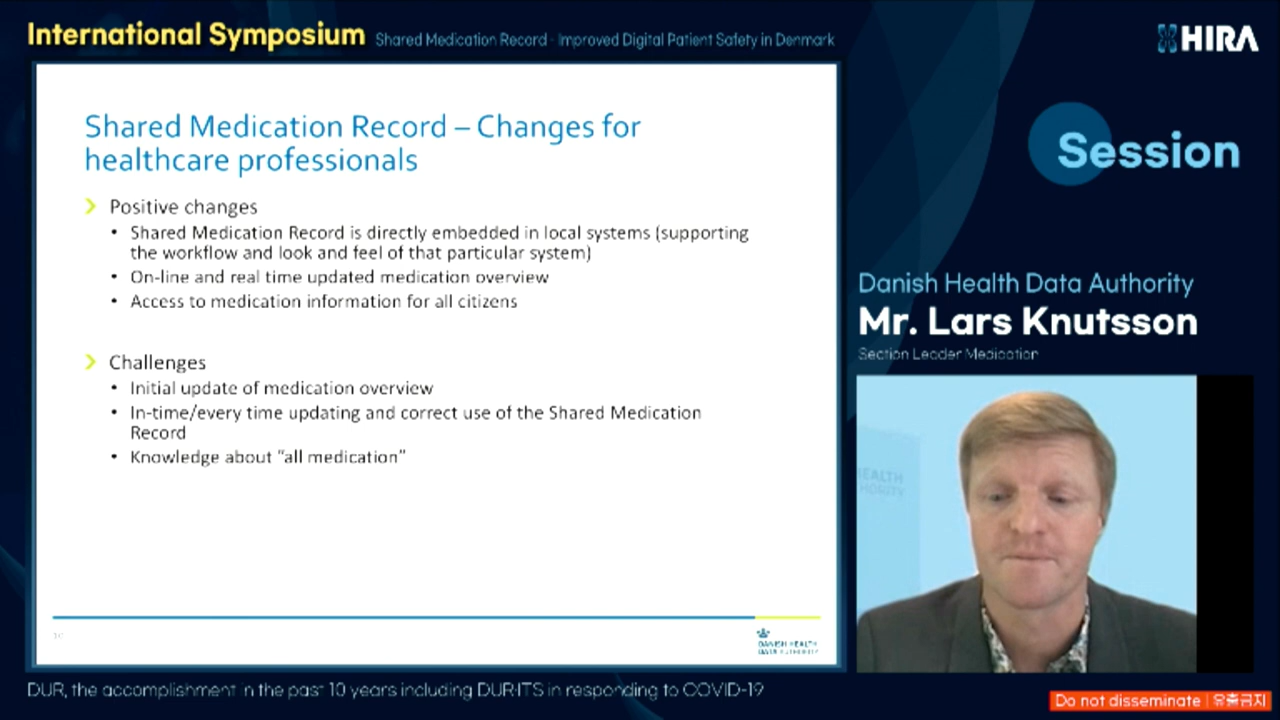 International Symposium Shared Medication Record - Improved Digital Patient Safety in Denmark
HIRA
Shared Medication Record – Changes for
healthcare professionals
Positive changes
• Shared Medication Record is directly embedded in local systems (supporting
the workflow and look and feel of that particular system)
• On-line and real time updated medication overview
• Access to medication information for all citizens
Challenges
• Initial update of medication overview
• In-time/every time updating and correct use of the Shared Medication
Record
• Knowledge about “all medication”
DANISH HEALTH
DATA AUTHORITY
Session
Danish Health Data Authority
Mr. Lars Knutsson
Section Leader Medication
HEALTH
DUR, the accomplishment in the past 10 years including DUR-ITS in responding to COVID-19
Do not disseminate | 유출금지